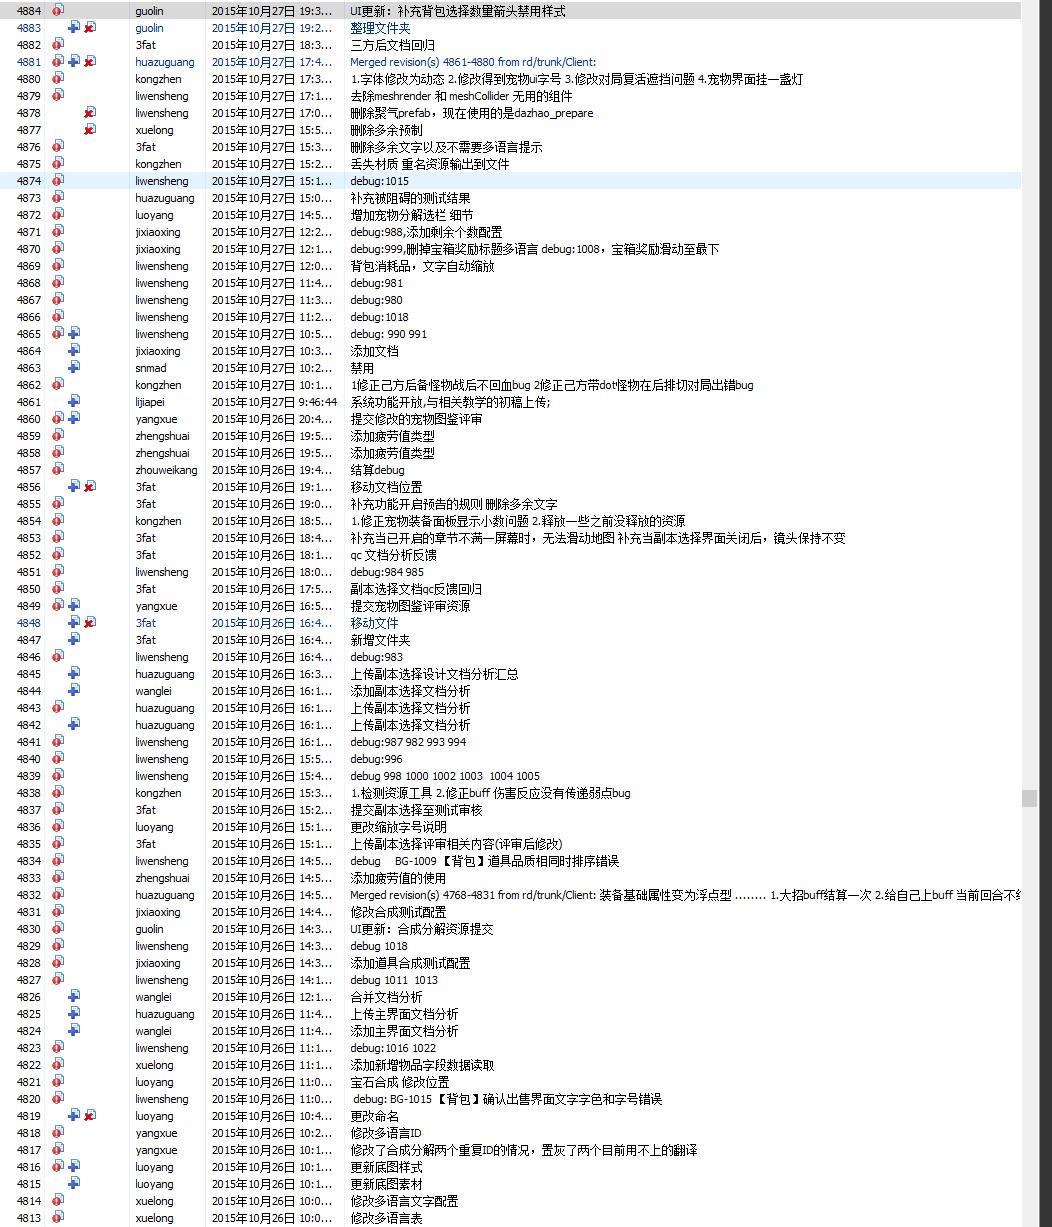 4884 guolin 2015年10月27日 19:3... UI更新：补充背包选择数量箭头禁用样式
4883 guolin 2015年10月27日 19:2... 整理文件夹
4882 3fat 2015年10月27日 18:3... 三方后文档回归
4881 huazuguang 2015年10月27日 17:4... Merged revision(s) 4861-4880 from rd/trunk/Client:
4880 kongzhen 2015年10月27日 17:3... 1.字体修改为动态 2.修改得到宠物ui字号 3.修改对局复活遮挡问题 4.宠物界面挂一盏灯
4879 liwensheng 2015年10月27日 17:1... 去除meshrender 和 meshCollider 无用的组件
4878 liwensheng 2015年10月27日 17:0... 删除聚气prefab，现在使用的是dazhao_prepare
4877 xuelong 2015年10月27日 15:5... 删除多余预制
4876 3fat 2015年10月27日 15:3... 删除多余文字以及不需要多语言提示
4875 kongzhen 2015年10月27日 15:2... 丢失材质 重名资源输出到文件
4874 liwensheng 2015年10月27日 15:1... debug:1015
4873 huazuguang 2015年10月27日 15:0... 补充被阻碍的测试结果
4872 luoyang 2015年10月27日 14:5... 增加宠物分解选栏 细节
4871 jixiaoxing 2015年10月27日 12:2... debug:988,添加剩余个数配置
4870 jixiaoxing 2015年10月27日 12:1... debug:999,删掉宝箱奖励标题多语言 debug:1008，宝箱奖励滑动至最下
4869 liwensheng 2015年10月27日 12:0... 背包消耗品，文字自动缩放
4868 liwensheng 2015年10月27日 11:4... debug:981
4867 liwensheng 2015年10月27日 11:3... debug:980
4866 liwensheng 2015年10月27日 11:2... debug:1018
4865 liwensheng 2015年10月27日 10:5... debug: 990 991
4864 jixiaoxing 2015年10月27日 10:3... 添加文档
4863 snmad 2015年10月27日 10:2... 禁用
4862 kongzhen 2015年10月27日 10:1... 1修正己方后备怪物战后不回血bug 2修正己方带dot怪物在后排切对局出错bug
4861 lijiapei 2015年10月27日 9:46:44 系统功能开放,与相关教学的初稿上传;
4860 yangxue 2015年10月26日 20:4... 提交修改的宠物图鉴评审
4859 zhengshuai 2015年10月26日 19:5... 添加疲劳值类型
4858 zhengshuai 2015年10月26日 19:5... 添加疲劳值类型
4857 zhouweikang 2015年10月26日 19:4... 结算debug
4856 3fat 2015年10月26日 19:1... 移动文档位置
4855 3fat 2015年10月26日 19:0... 补充功能开启预告的规则 删除多余文字
4854 kongzhen 2015年10月26日 18:5... 1.修正宠物装备面板显示小数问题 2.释放一些之前没释放的资源
4853 3fat 2015年10月26日 18:4... 补充当已开启的章节不满一屏幕时，无法滑动地图 补充当副本选择界面关闭后，镜头保持不变
4852 3fat 2015年10月26日 18:1... qc 文档分析反馈
4851 liwensheng 2015年10月26日 18:0... debug:984 985
4850 3fat 2015年10月26日 17:5... 副本选择文档qc反馈回归
4849 yangxue 2015年10月26日 16:5... 提交宠物图鉴评审资源
4848 3fat 2015年10月26日 16:4... 移动文件
4847 3fat 2015年10月26日 16:4... 新增文件夹
4846 liwensheng 2015年10月26日 16:4... debug:983
4845 huazuguang 2015年10月26日 16:3... 上传副本选择设计文档分析汇总
4844 wanglei 2015年10月26日 16:1... 添加副本选择文档分析
4843 huazuguang 2015年10月26日 16:1... 上传副本选择文档分析
4842 huazuguang 2015年10月26日 16:1... 上传副本选择文档分析
4841 liwensheng 2015年10月26日 16:1... debug:987 982 993 994
4840 liwensheng 2015年10月26日 15:5... debug:996
4839 liwensheng 2015年10月26日 15:4... debug 998 1000 1002 1003 1004 1005
4838 kongzhen 2015年10月26日 15:3... 1.检测资源工具 2.修正buff 伤害反应没有传递弱点bug
4837 3fat 2015年10月26日 15:2... 提交副本选择至测试审核
4836 luoyang 2015年10月26日 15:1... 更改缩放字号说明
4835 3fat 2015年10月26日 15:1... 上传副本选择评审相关内容(评审后修改)
4834 liwensheng 2015年10月26日 14:5... debug BG-1009 【背包】道具品质相同时排序错误
4833 zhengshuai 2015年10月26日 14:5... 添加疲劳值的使用
4832 huazuguang 2015年10月26日 14:5... Merged revision(s) 4768-4831 from rd/trunk/Client: 装备基础属性变为浮点型 ........ 1.大招buff结算一次 2.给自己上buff 当前回合不
4831 jixiaoxing 2015年10月26日 14:4... 修改合成测试配置
4830 guolin 2015年10月26日 14:3... UI更新：合成分解资源提交
4829 liwensheng 2015年10月26日 14:3... debug 1018
4828 jixiaoxing 2015年10月26日 14:3... 添加道具合成测试配置
4827 liwensheng 2015年10月26日 14:1... debug 1011 1013
4826 wanglei 2015年10月26日 12:1... 合并文档分析
4825 huazuguang 2015年10月26日 11:4... 上传主界面文档分析
4824 wanglei 2015年10月26日 11:4... 添加主界面文档分析
4823 liwensheng 2015年10月26日 11:1... debug:1016 1022
4822 xuelong 2015年10月26日 11:1... 添加新增物品字段数据读取
4821 luoyang 2015年10月26日 11:0... 宝石合成 修改位置
4820 liwensheng 2015年10月26日 11:0... debug: BG-1015 【背包】确认出售界面文字字色和字号错误
4819 luoyang 2015年10月26日 10:4... 更改命名
4818 yangxue 2015年10月26日 10:2... 修改多语言ID
4817 yangxue 2015年10月26日 10:1... 修改了合成分解两个重复ID的情况，置灰了两个目前用不上的翻译
4816 luoyang 2015年10月26日 10:1... 更新底图样式
4815 luoyang 2015年10月26日 10:1... 更新底图素材
4814 xuelong 2015年10月26日 10:0... 修改多语言文字配置
4813 xuelong 2015年10月26日 10:0... 修改多语言表